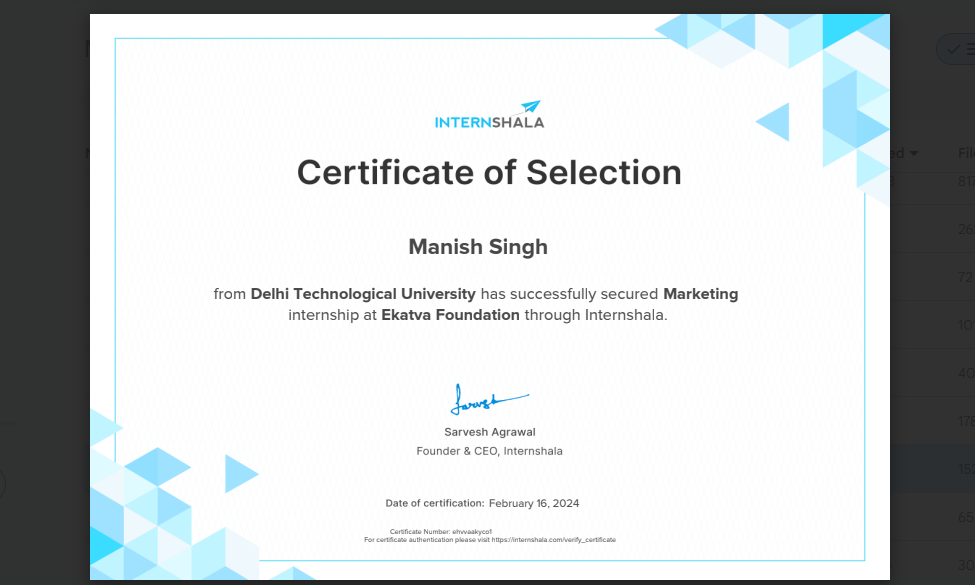 INTERNSHALA
Certificate of Selection
Manish Singh
from Delhi Technological University has successfully secured Marketing
internship at Ekatva Foundation through Internshala.
Sarvesh
Sarvesh Agrawal
Founder & CEO, Internshala
Date of certification: February 16, 2024
Certificate Number: ehvvaakyco1
For certificate authentication please visit https://internshala.com/verify_certificate